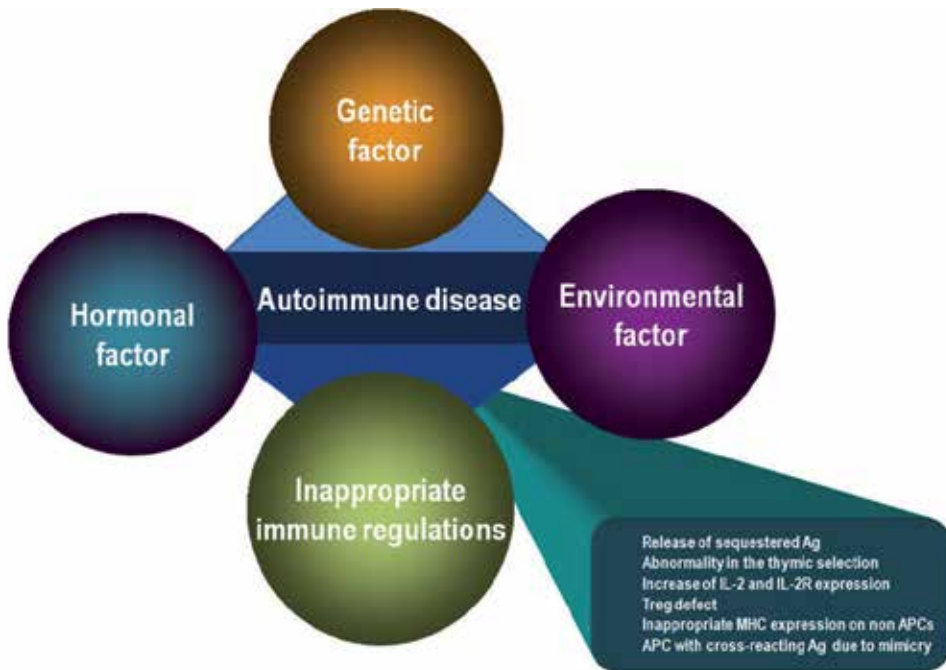 Genetic
factor
Hormonal
factor
Autoimmune disease
Environmental
factor
Inappropriate
immune regulations
Release of sequestered Ag
Abnormality in the thymic selection
Increase of IL-2 and IL-2R expression
Treg defect
Inappropriate MHC expression on non APCs
APC with cross-reacting Ag due to mimicry